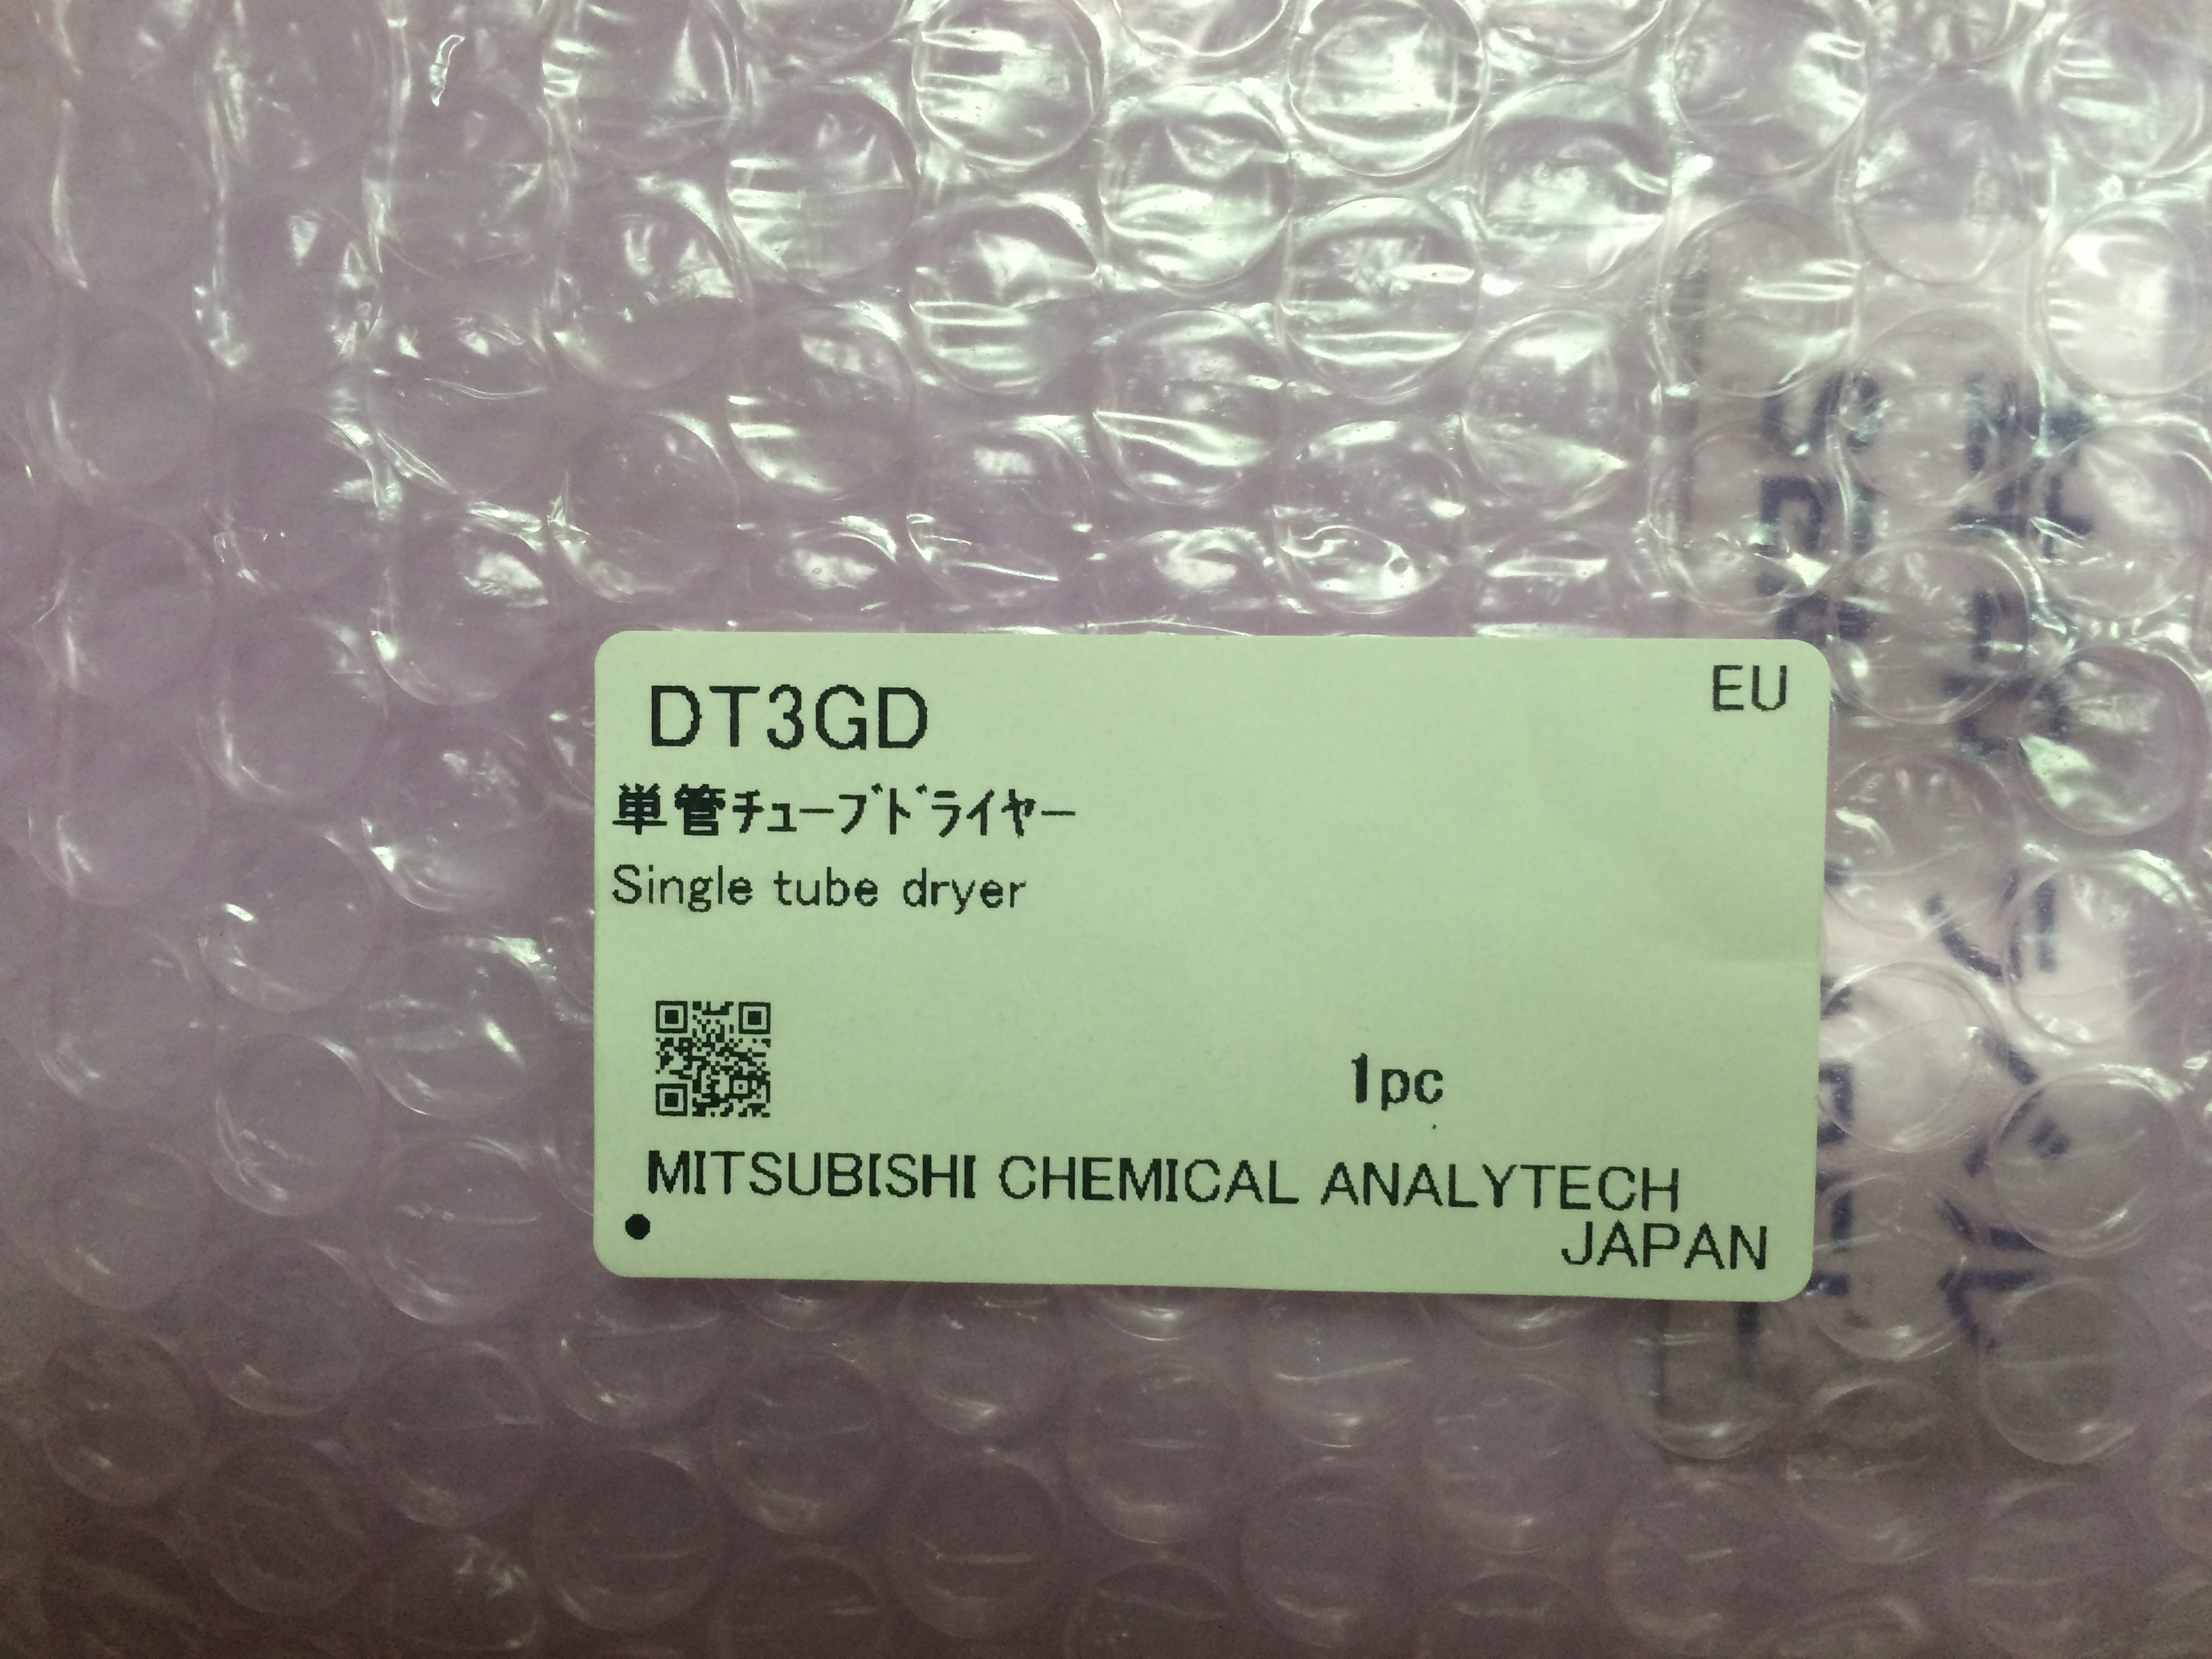 DT3GD
EU
単管ﾁｭｰﾌﾞﾄﾞﾗｲﾔｰ
Single tube dryer
1pc
MITSUBISHI CHEMICAL ANALYTECH
JAPAN